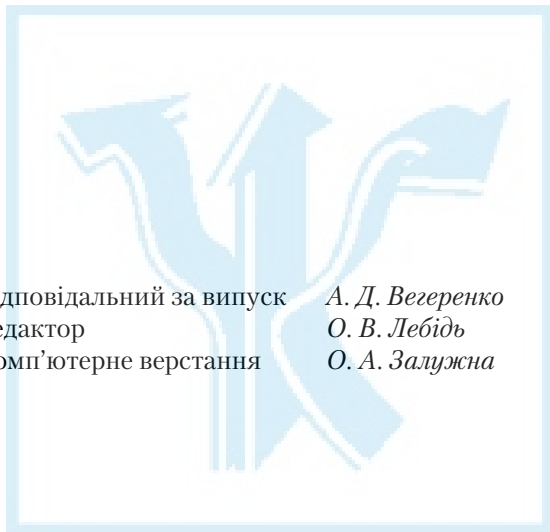 дповідальний за випуск А. Д. Вегеренко
едактор О. В. Лебідь
омп'ютерне верстання О. А. Залужна